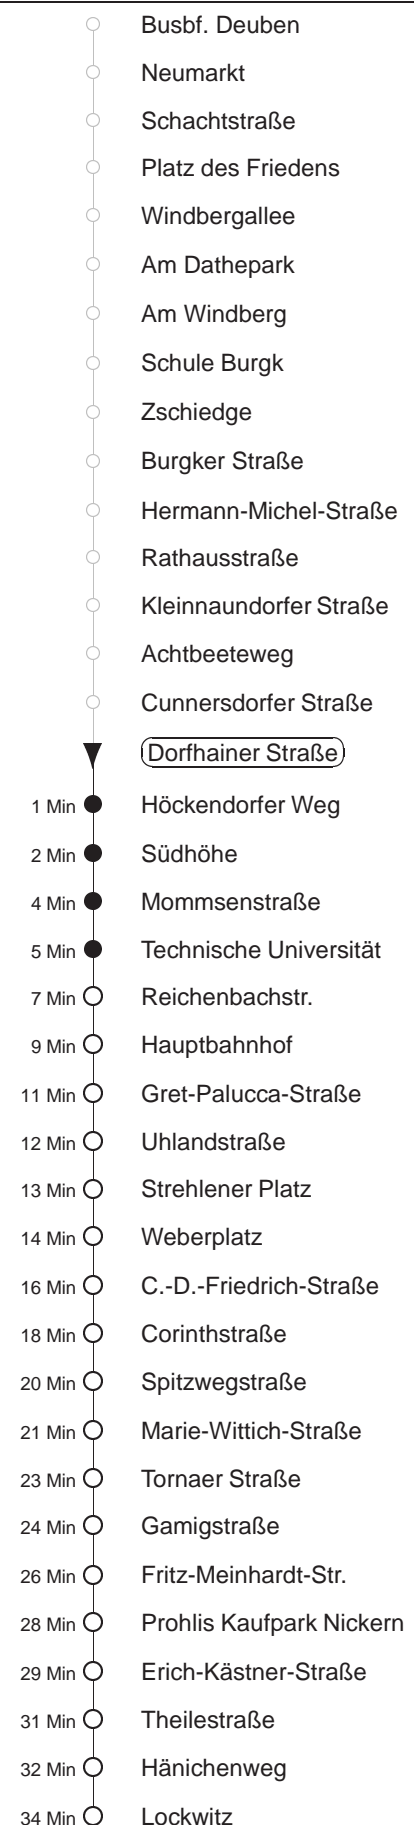 Busbf. Deuben
Neumarkt
Schachtstraße
Platz des Friedens
Windbergallee
Am Dathepark
Am Windberg
Schule Burgk
Zschiedge
Burgker Straße
Hermann-Michel-Straße
Rathausstraße
Kleinnaundorfer Straße
Achtbeeteweg
Cunnersdorfer Straße
Dorfhainer Straße
1 Min Höckendorfer Weg
2 Min Südhöhe
4 Min Mommsenstraße
5 Min Technische Universität
7 Min Reichenbachstr.
9 Min Hauptbahnhof
11 Min Gret-Palucca-Straße
12 Min Uhlandstraße
13 Min Strehlener Platz
14 Min Weberplatz
16 Min C.-D.-Friedrich-Straße
18 Min Corinthstraße
20 Min Spitzwegstraße
21 Min Marie-Wittich-Straße
23 Min Tornaer Straße
24 Min Gamigstraße
26 Min Fritz-Meinhardt-Str.
28 Min Prohlis Kaufpark Nickern
29 Min Erich-Kästner-Straße
31 Min Theilestraße
32 Min Hänichenweg
34 Min Lockwitz